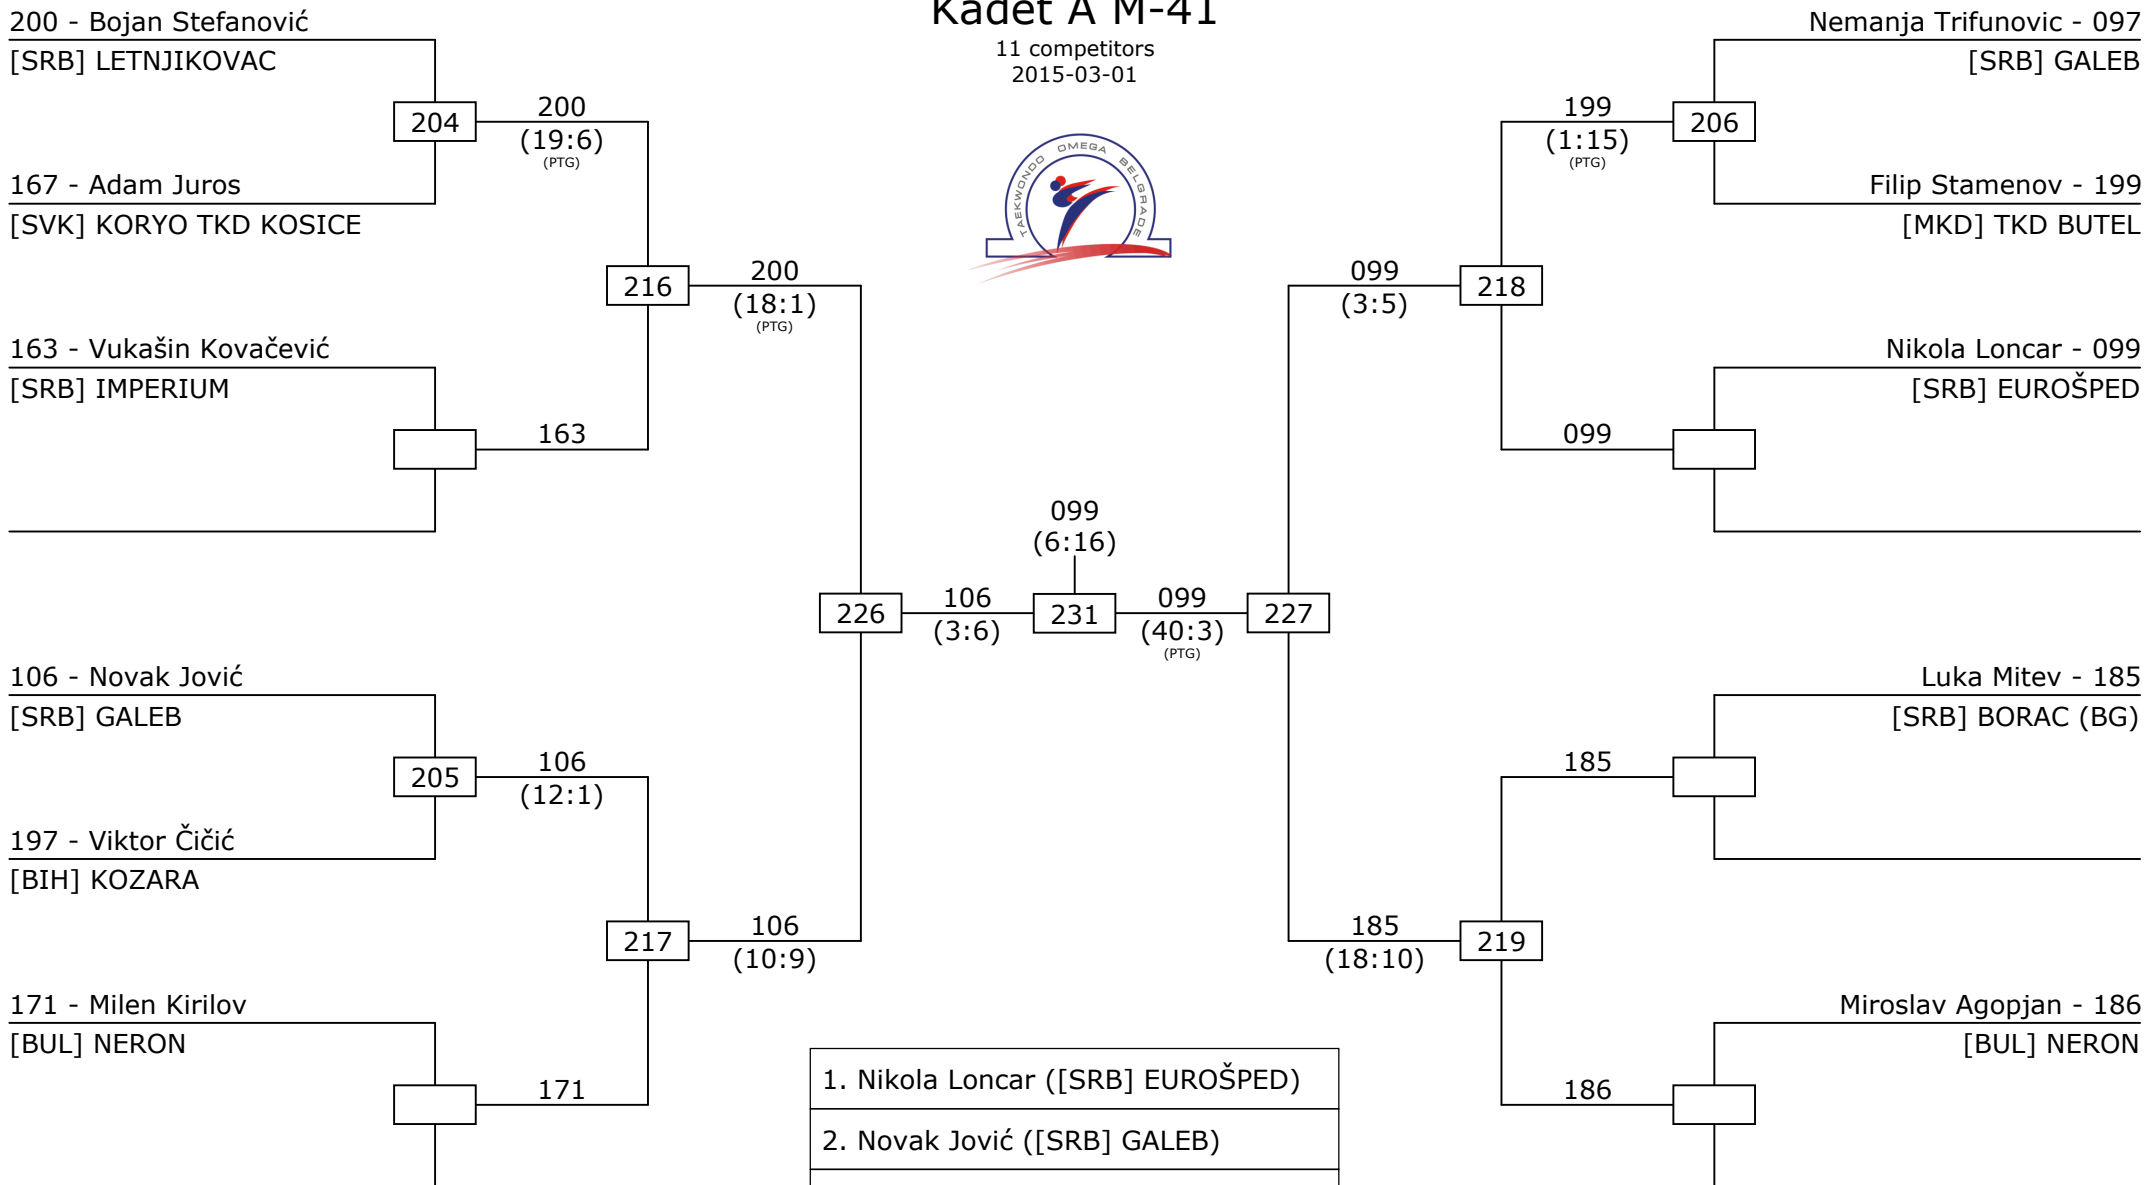 Kadet A M-41
11 competitors
2015-03-01
TAEKWONDO OMEGA BELGRADE
200 - Bojan Stefanović
[SRB] LETNJIKOVAC
204
200
(19:6)
(PTG)
167 - Adam Juros
[SVK] KORYO TKD KOSICE
216
200
(18:1)
(PTG)
163 - Vukašin Kovačević
[SRB] IMPERIUM
163
106 - Novak Jović
[SRB] GALEB
205
106
(12:1)
197 - Viktor Čičić
[BIH] KOZARA
217
106
(10:9)
171 - Milen Kirilov
[BUL] NERON
171
226
106
(3:6)
099
(6:16)
231
099
(40:3)
(PTG)
227
Nemanja Trifunovic - 097
[SRB] GALEB
199
(1:15)
(PTG)
206
Filip Stamenov - 199
[MKD] TKD BUTEL
099
(3:5)
218
Nikola Loncar - 099
[SRB] EUROŠPED
099
Luka Mitev - 185
[SRB] BORAC (BG)
185
185
(18:10)
219
Miroslav Agopjan - 186
[BUL] NERON
186
1. Nikola Loncar ([SRB] EUROŠPED)
2. Novak Jović ([SRB] GALEB)